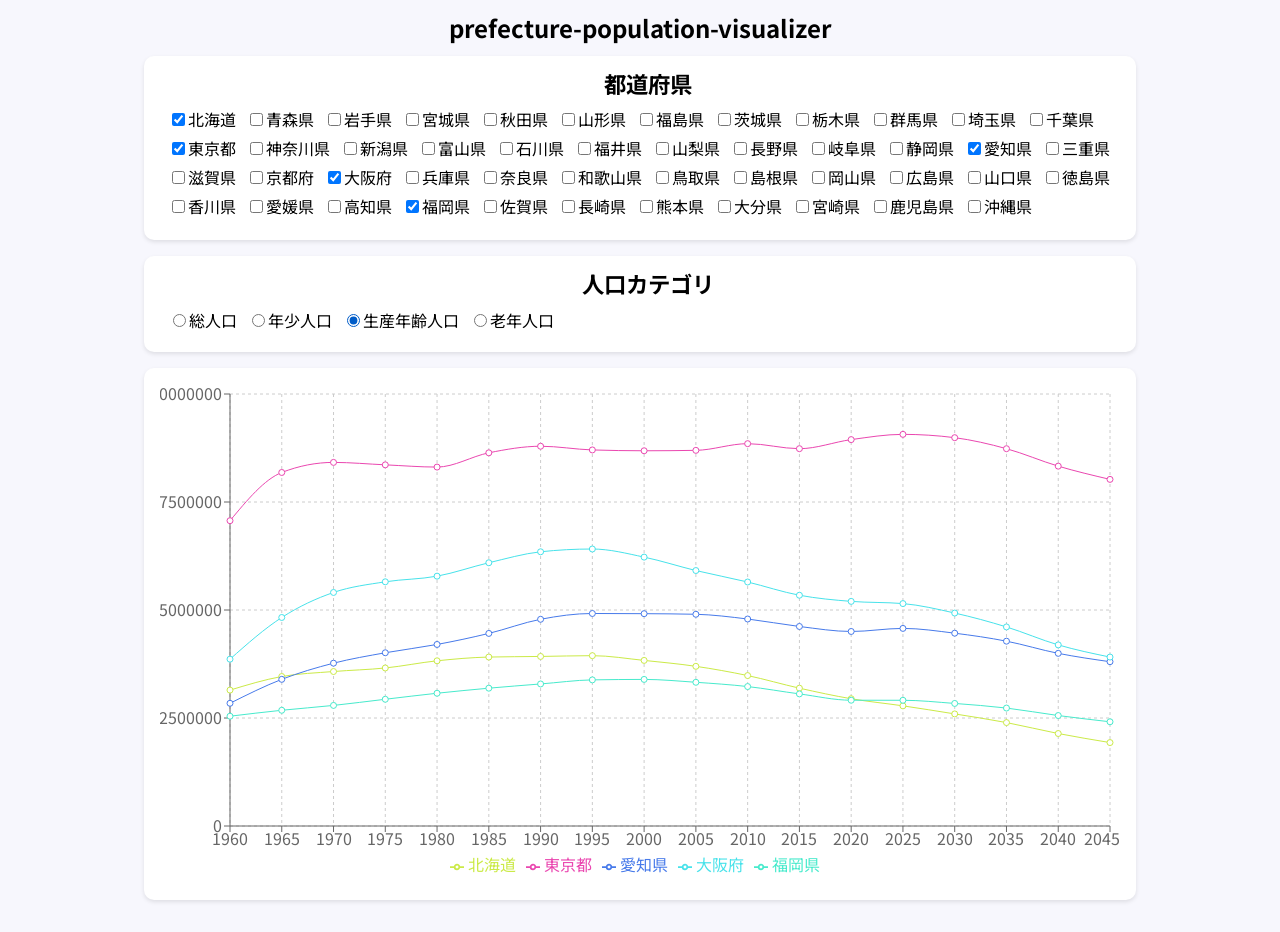 prefecture-population-visualizer
都道府県
北海道 青森県 岩手県 宮城県 秋田県 山形県 福島県 茨城県 栃木県 群馬県 埼玉県 千葉県
東京都 神奈川県 新潟県 富山県 石川県 福井県 山梨県 長野県 岐阜県 静岡県 愛知県 三重県
滋賀県 京都府 大阪府 兵庫県 奈良県 和歌山県 鳥取県 島根県 岡山県 広島県 山口県 徳島県
香川県 愛媛県 高知県 福岡県 佐賀県 長崎県 熊本県 大分県 宮崎県 鹿児島県 沖縄県
人口カテゴリ
総人口 年少人口 生産年齢人口 老年人口
0000000
7500000
5000000
2500000
0
1960 1965 1970 1975 1980 1985 1990 1995 2000 2005 2010 2015 2020 2025 2030 2035 2040 2045
北海道 東京都 愛知県 大阪府 福岡県